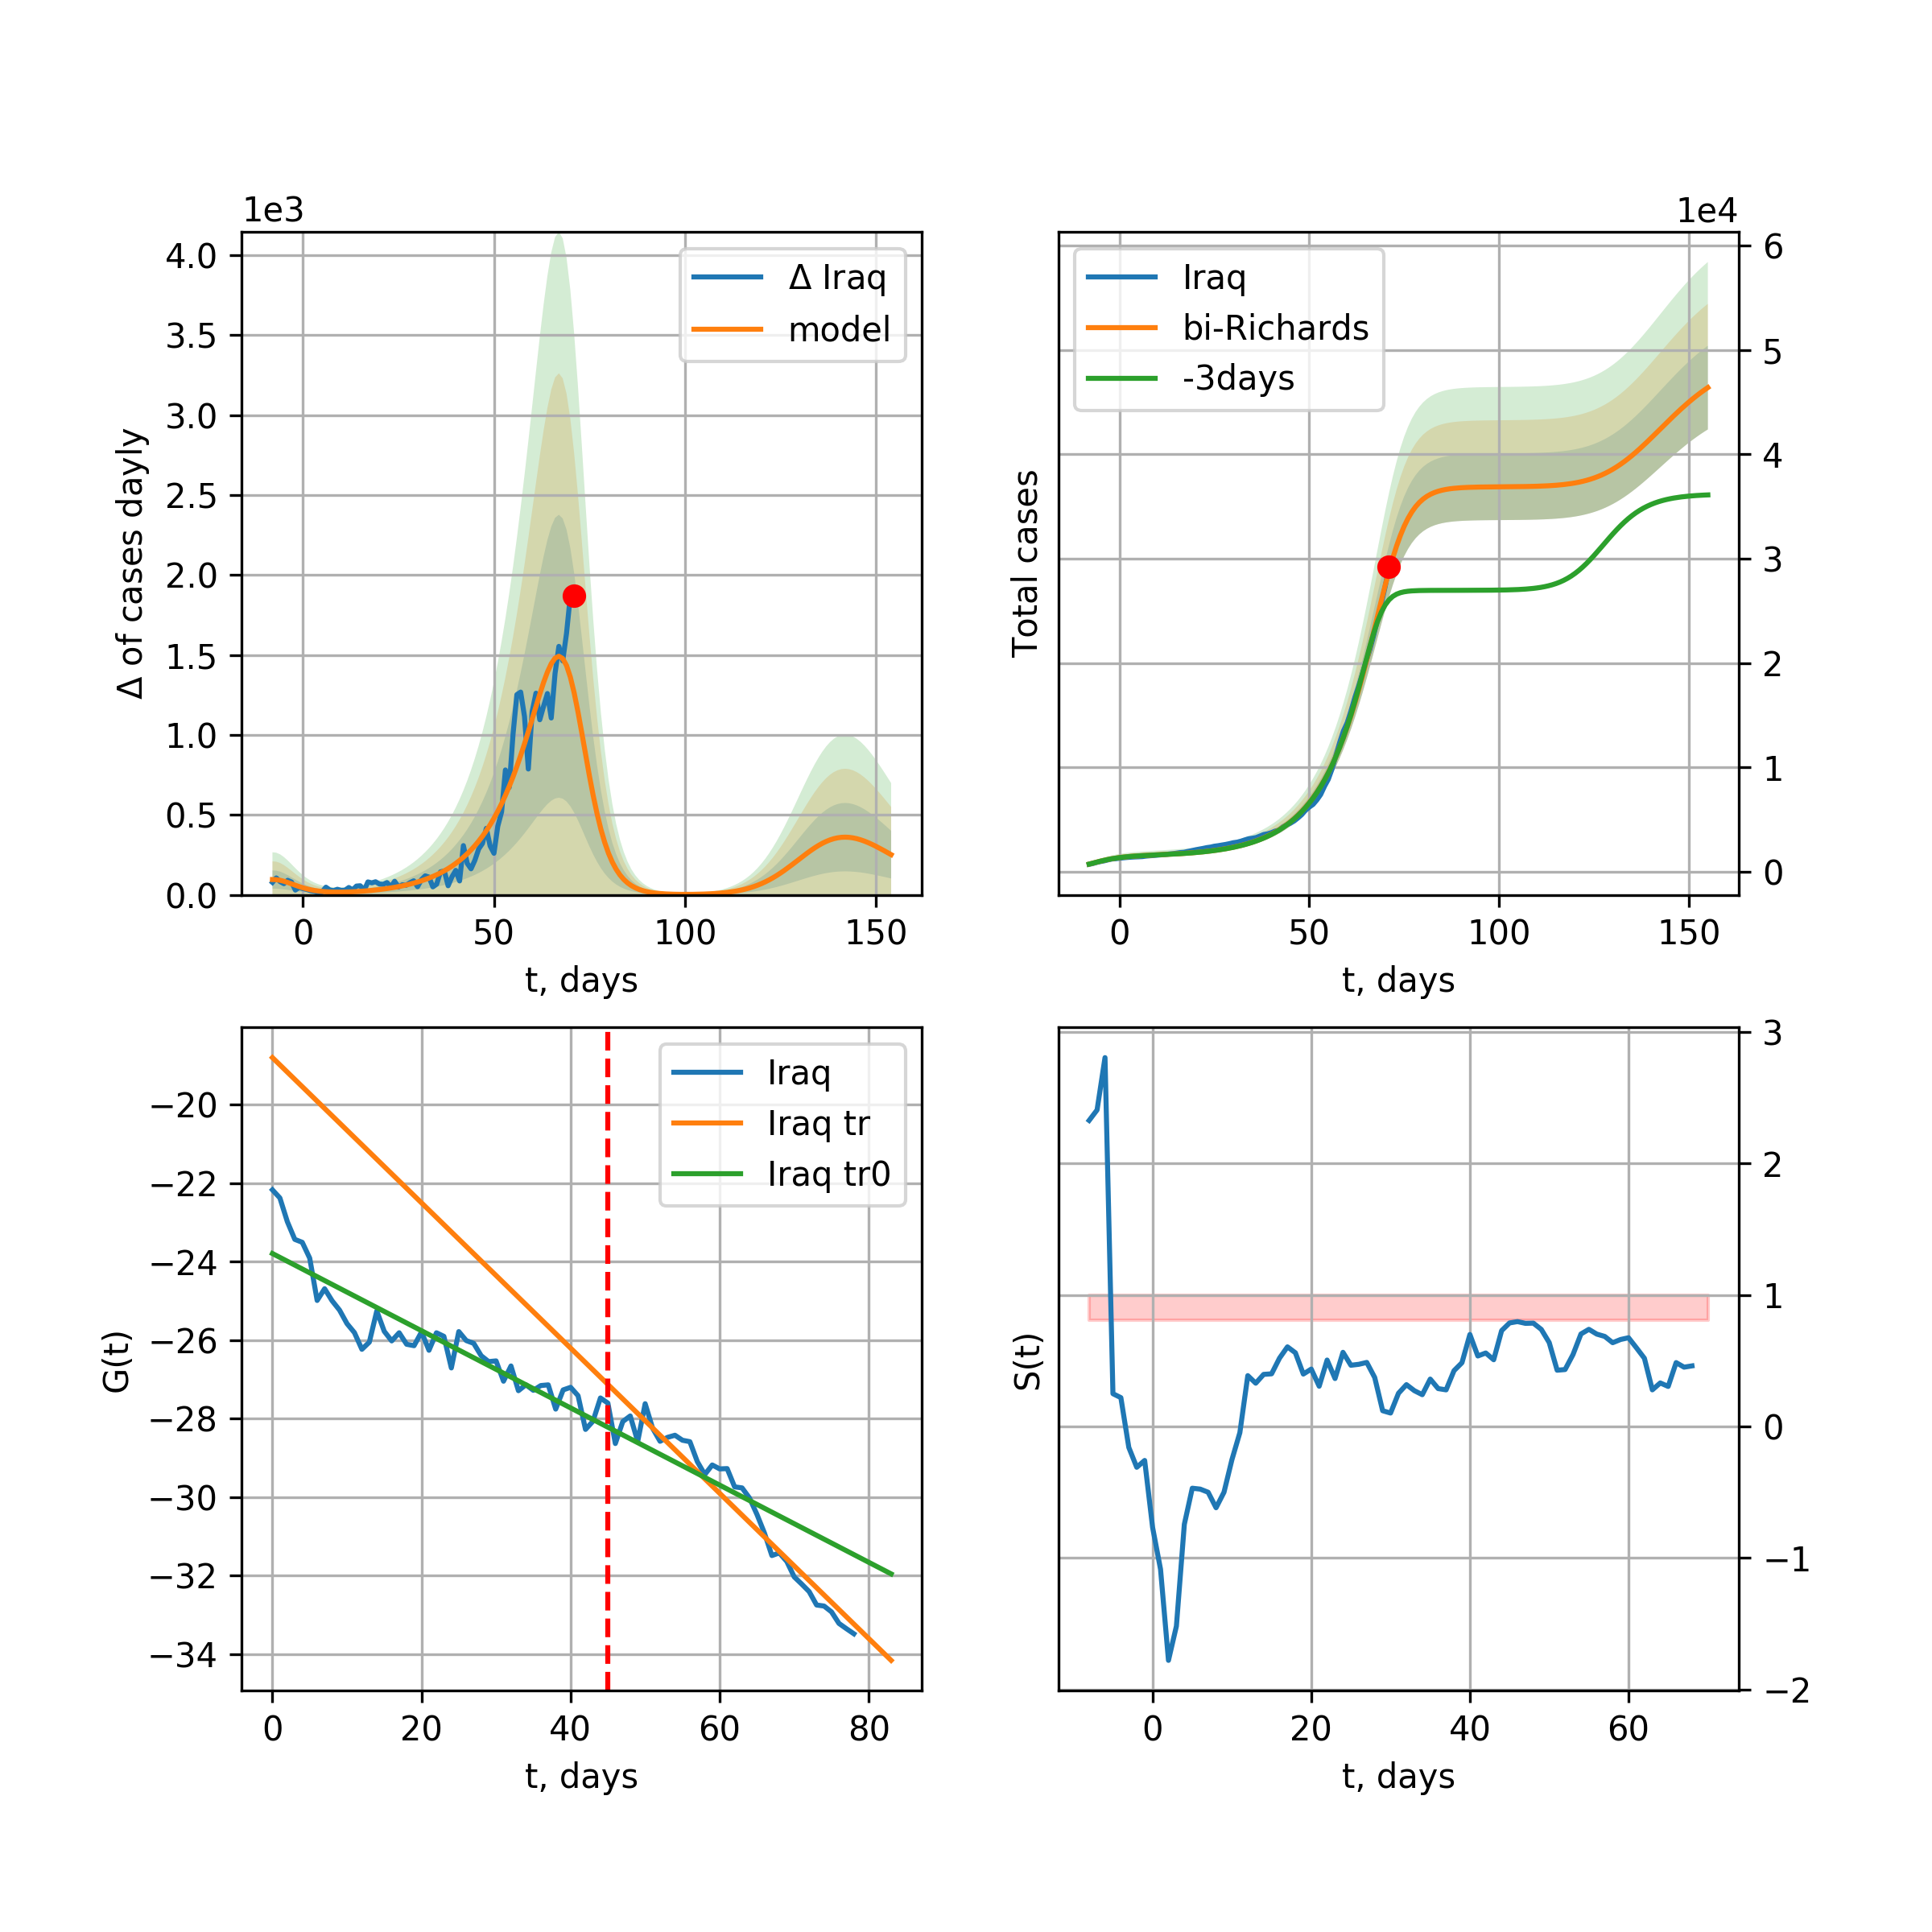 1e3
4.0
3.5
3.0
2.5
2.0
1.5
1.0
0.5
0.0
Δ of cases dayly
Δ Iraq
model
0 50 100 150
t, days
1e4
6
5
4
3
2
1
0
Total cases
Iraq
bi-Richards
-3days
0 50 100 150
t, days
−20
−22
−24
−26
−28
−30
−32
−34
G(t)
Iraq
Iraq tr
Iraq tr0
0 20 40 60 80
t, days
3
2
1
0
−1
−2
S(t)
0 20 40 60
t, days